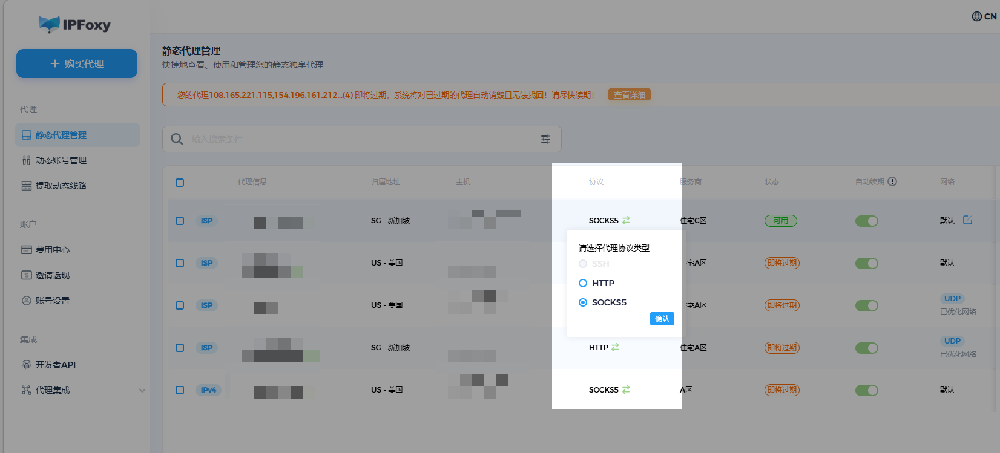 IPFoxy
CN
+ 购买代理
静态代理管理
快捷地查看、使用和管理您的静态独享代理
您的代理108.165.221.115,154.196.161.212...(4) 即将过期，系统将对已过期的代理自动销毁且无法找回！请尽快续期！ 查看详细
输入搜索条件
代理
静态代理管理
动态账号管理
提取动态线路
账户
费用中心
邀请返现
账号设置
集成
开发者API
代理集成
代理信息 归属地址 主机 协议 服务商 状态 自动续期 网络
ISP SG - 新加坡 SOCKS5 住宅C区 可用 默认
ISP US - 美国 宅A区 即将过期 默认
ISP US - 美国 宅A区 即将过期 UDP
已优化网络
ISP SG - 新加坡 HTTP 住宅A区 即将过期 UDP
已优化网络
IPv4 US - 美国 SOCKS5 A区 即将过期 默认
请选择代理协议类型
SSH
HTTP
SOCKS5
确认